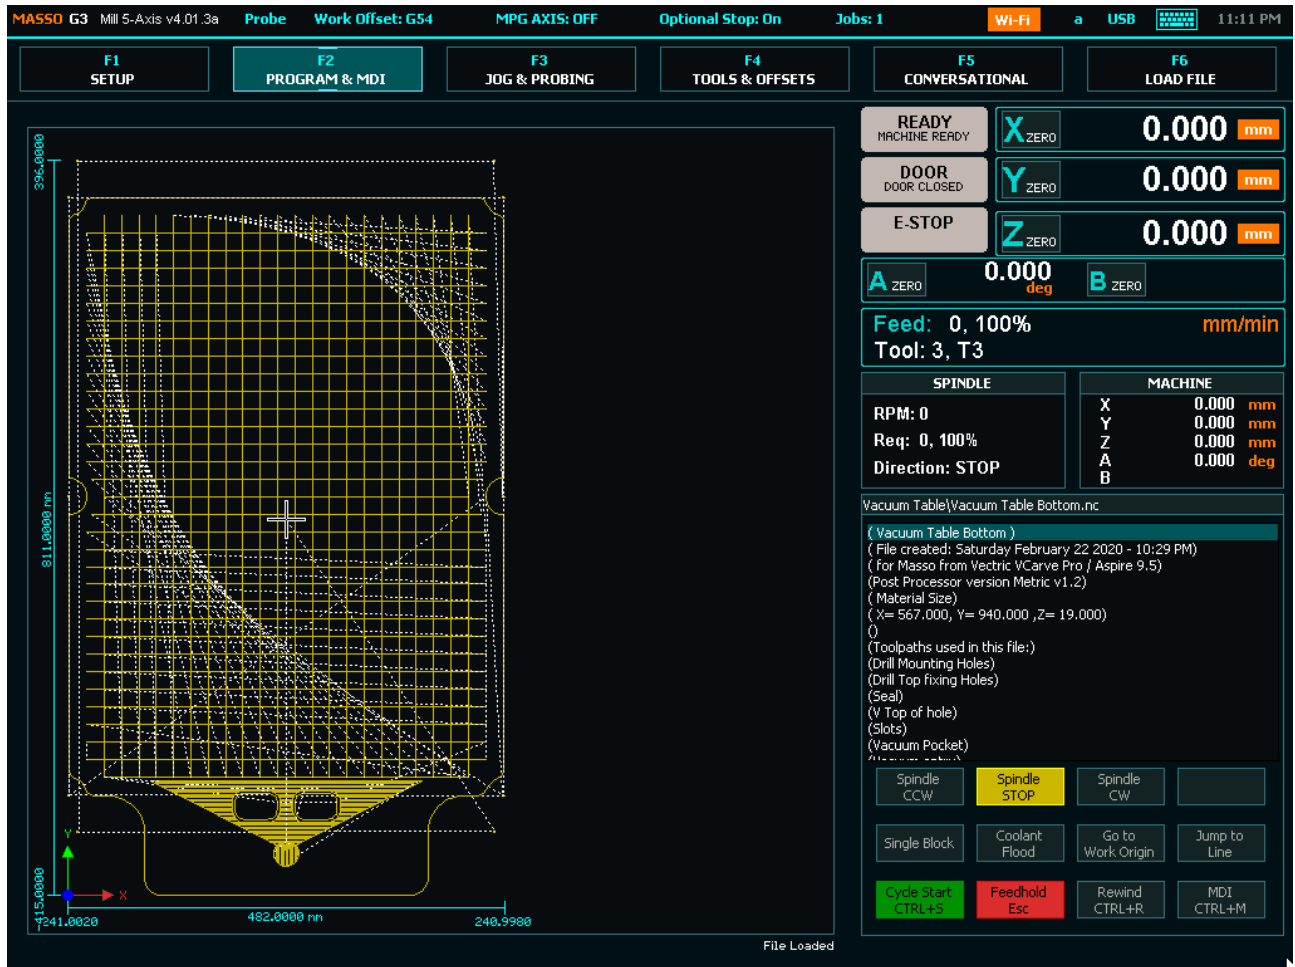 MASSO G3 Mill 5-Axis v4.01.3a Probe Work Offset: G54 MPG AXIS: OFF Optional Stop: On Jobs: 1 Wi-Fi a USB 11:11 PM
F1 F2 F3 F4 F5 F6
SETUP PROGRAM & MDI JOG & PROBING TOOLS & OFFSETS CONVERSATIONAL LOAD FILE
396.0000
811.0000 mm
-415.0000
Y
X
-241.0020
482.0000 mm
240.9980
File Loaded
READY
MACHINE READY
X ZERO 0.000 mm
DOOR
DOOR CLOSED
Y ZERO 0.000 mm
E-STOP
Z ZERO 0.000 mm
A ZERO 0.000 deg B ZERO
Feed: 0, 100% mm/min
Tool: 3, T3
SPINDLE
RPM: 0
Req: 0, 100%
Direction: STOP
MACHINE
X 0.000 mm
Y 0.000 mm
Z 0.000 mm
A 0.000 deg
B
Vacuum Table\Vacuum Table Bottom.nc
( Vacuum Table Bottom )
( File created: Saturday February 22 2020 - 10:29 PM)
( for Masso from Vectric VCarve Pro / Aspire 9.5)
(Post Processor version Metric v1.2)
( Material Size)
( X= 567.000, Y= 940.000 ,Z= 19.000)
()
(Toolpaths used in this file:)
(Drill Mounting Holes)
(Drill Top fixing Holes)
(Seal)
(V Top of hole)
(Slots)
(Vacuum Pocket)
Spindle CCW
Spindle STOP
Spindle CW
Single Block
Coolant Flood
Go to Work Origin
Jump to Line
Cycle Start CTRL+S
Feedhold Esc
Rewind CTRL+R
MDI CTRL+M